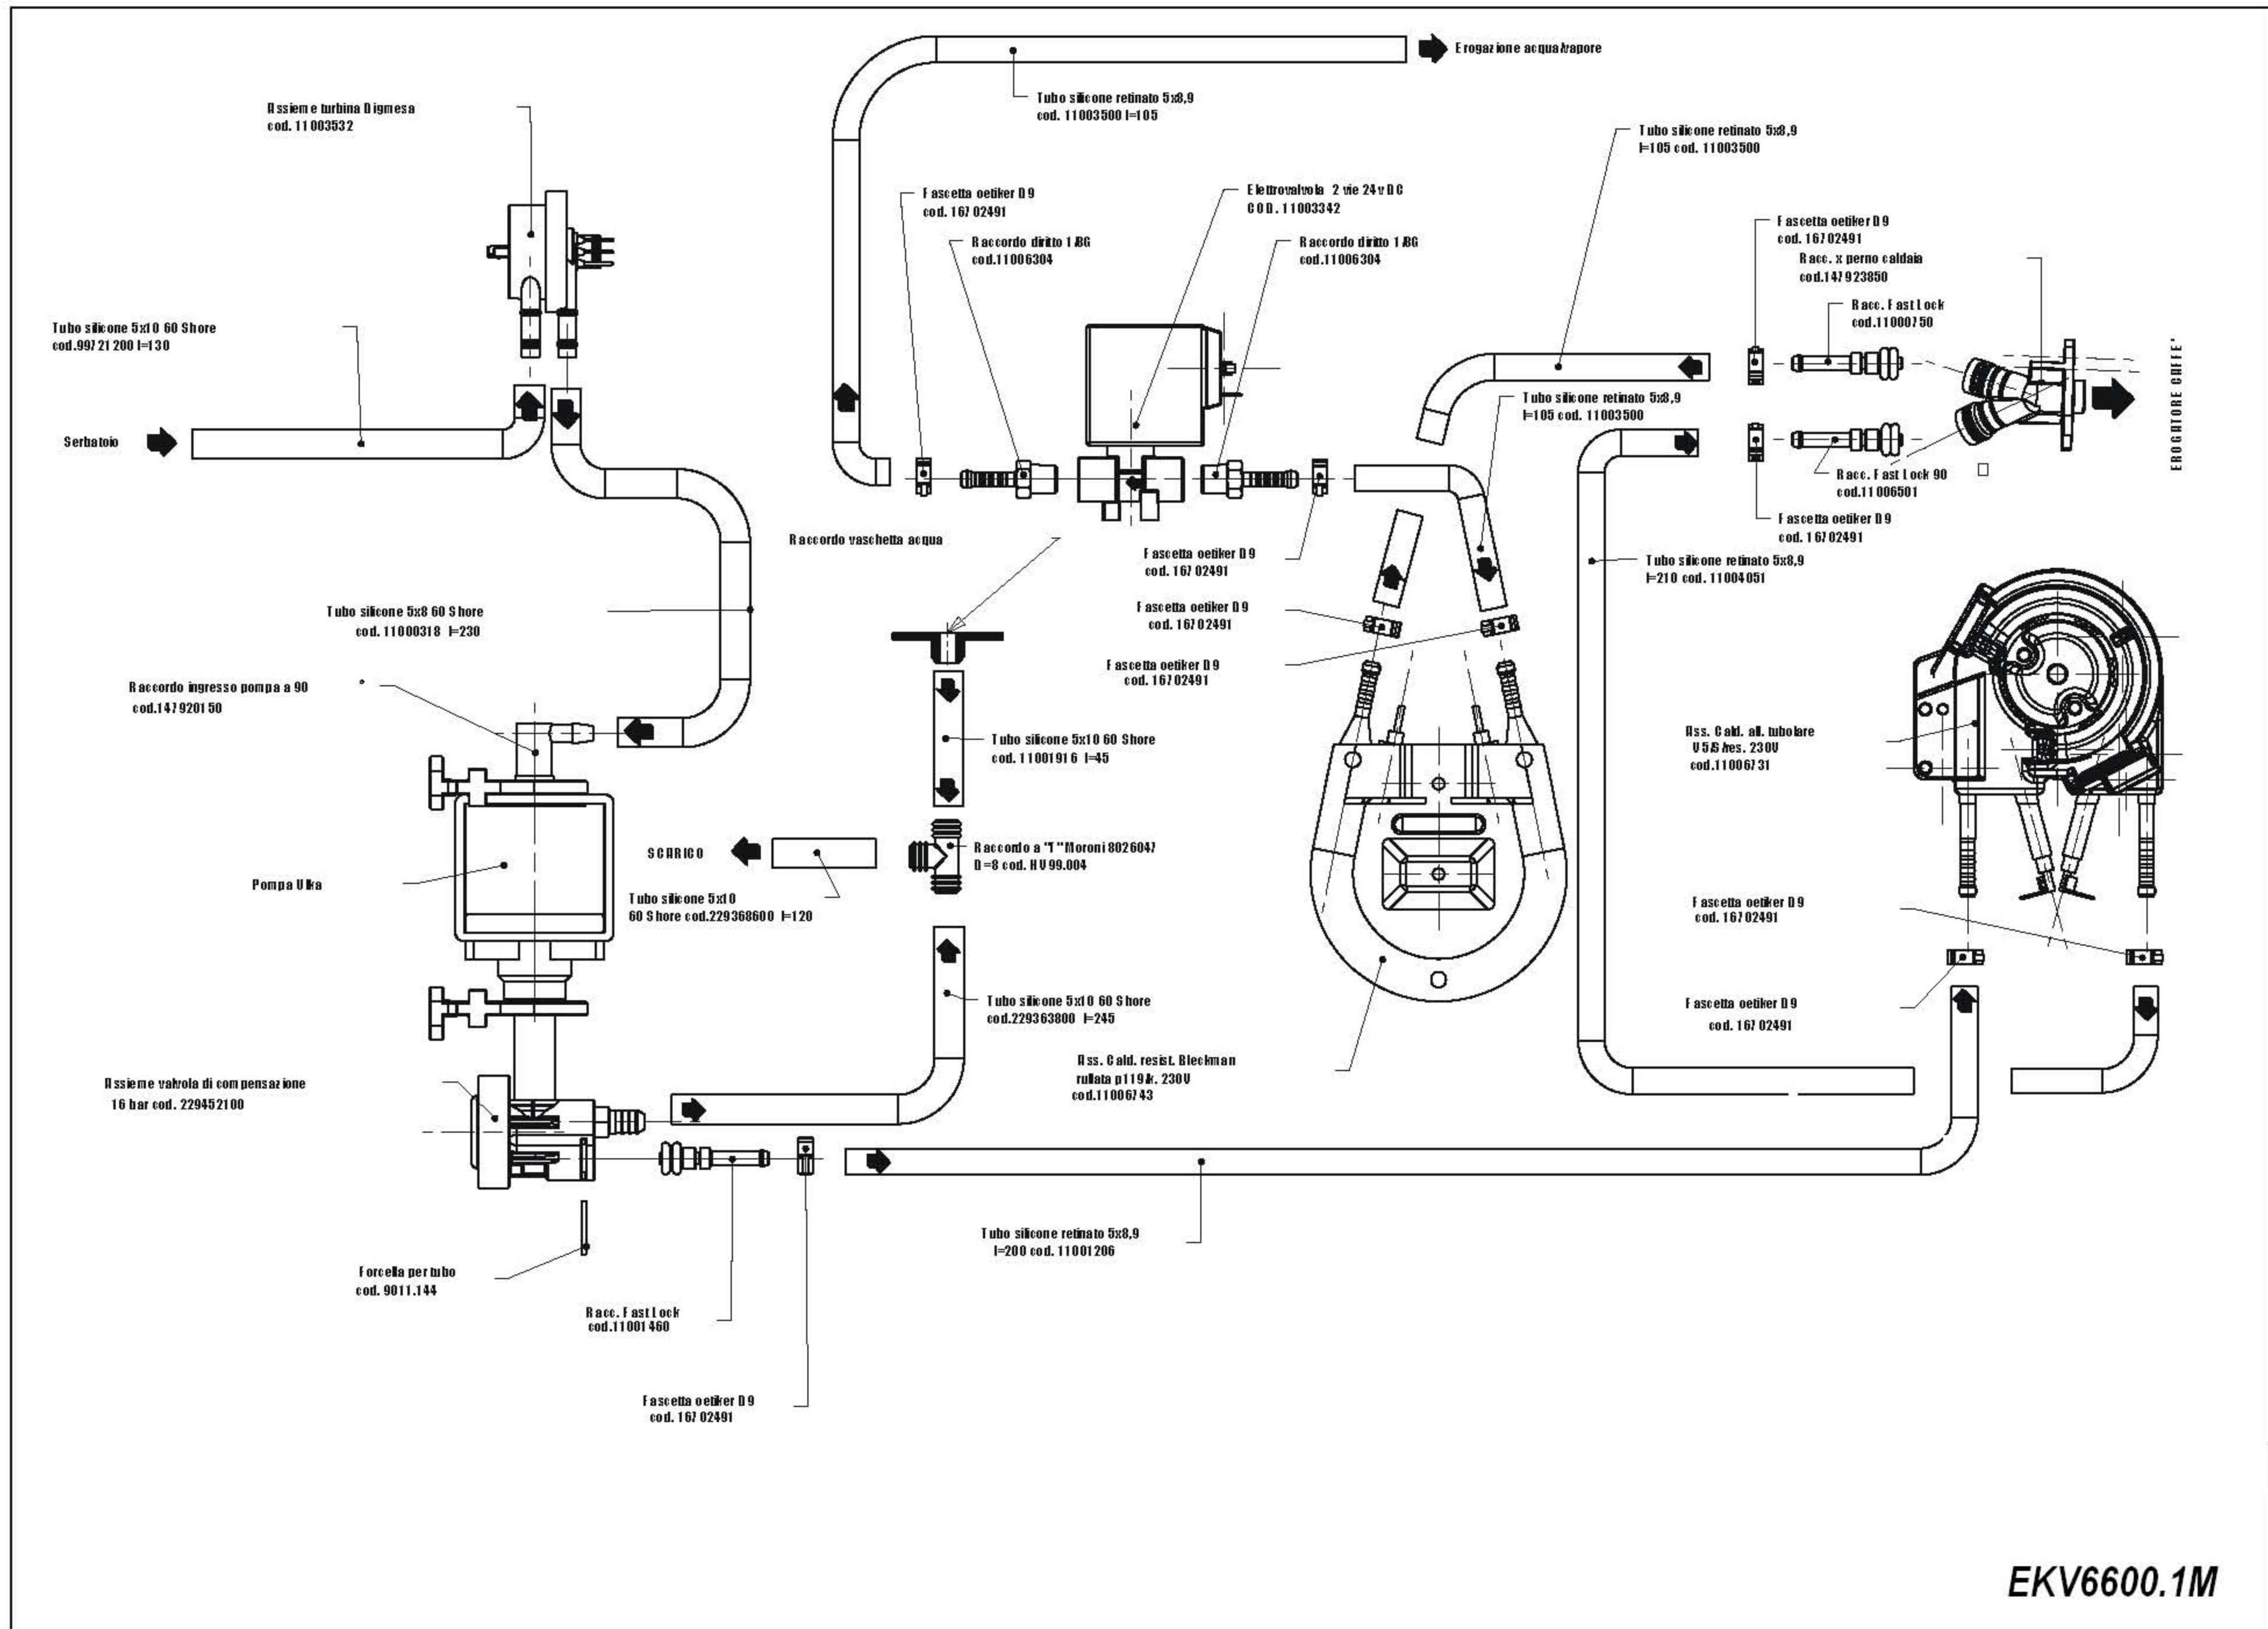 Erogazione acqua/vapore
Assieme turbina Digmesa
cod. 11003532
Tubo silicone retinato 5x8,9
cod. 11003500 l=105
Tubo silicone retinato 5x8,9
l=105 cod. 11003500
Fascetta oetiker D9
cod. 16702491
Elettrovalvola 2 vie 24v DC
COD. 11003342
Raccordo diritto 1/8G
cod.11006304
Raccordo diritto 1/8G
cod.11006304
Fascetta oetiker D9
cod. 16702491
Racc. x perno caldaia
cod.147923850
Racc. Fast Lock
cod.11000750
Tubo silicone 5x10 60 Shore
cod.99721200 l=130
EROGATORE CAFFE'
Tubo silicone retinato 5x8,9
l=105 cod. 11003500
Serbatoio
Racc. Fast Lock 90
cod.11006501
Fascetta oetiker D9
cod. 16702491
Raccordo vaschetta acqua
Fascetta oetiker D9
cod. 16702491
Tubo silicone retinato 5x8,9
l=210 cod. 11004051
Tubo silicone 5x8 60 Shore
cod. 11000318 l=230
Fascetta oetiker D9
cod. 16702491
Fascetta oetiker D9
cod. 16702491
Raccordo ingresso pompa a 90
cod.147920150
Tubo silicone 5x10 60 Shore
cod. 11001916 l=45
Ass. Cald. all. tubolare
V5/S/res. 230V
cod.11006731
SCARICO
Raccordo a "T" Moroni 8026047
D=8 cod. HV99.004
Pompa Ulka
Tubo silicone 5x10
60 Shore cod.229368600 l=120
Fascetta oetiker D9
cod. 16702491
Tubo silicone 5x10 60 Shore
cod.229363800 l=245
Fascetta oetiker D9
cod. 16702491
Ass. Cald. resist. Bleckman
rullata p119/k. 230V
cod.11006743
Assieme valvola di compensazione
16 bar cod. 229452100
Tubo silicone retinato 5x8,9
l=200 cod. 11001206
Forcella per tubo
cod. 9011.144
Racc. Fast Lock
cod.11001460
Fascetta oetiker D9
cod. 16702491
EKV6600.1M